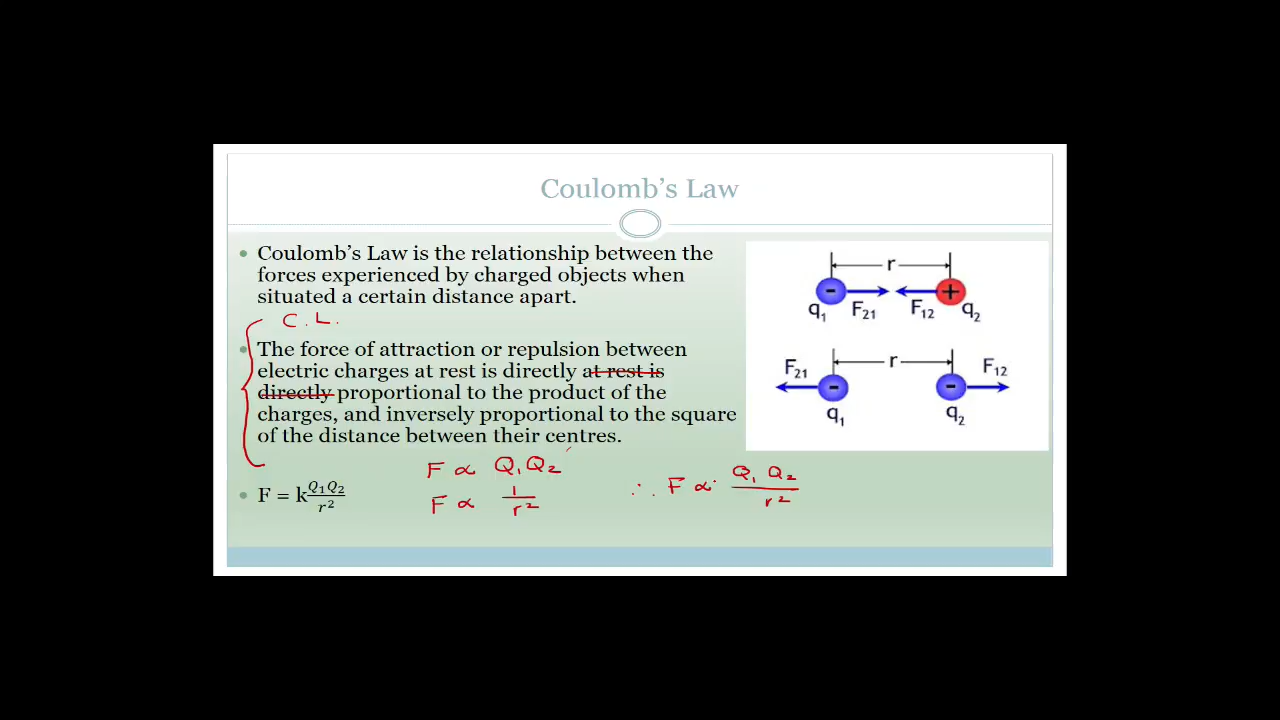 Coulomb's Law
• Coulomb's Law is the relationship between the
forces experienced by charged objects when
situated a certain distance apart.
C.L.
• The force of attraction or repulsion between
electric charges at rest is directly at rest is
directly proportional to the product of the
charges, and inversely proportional to the square
of the distance between their centres.
F ∝ Q₁Q₂
F ∝ 1/r²
∴ F ∝ Q₁ Q₂/r²
• F = k Q₁Q₂/r²
r
- +
q₁ F₂₁ F₁₂ q₂
F₂₁ r F₁₂
- -
q₁ q₂